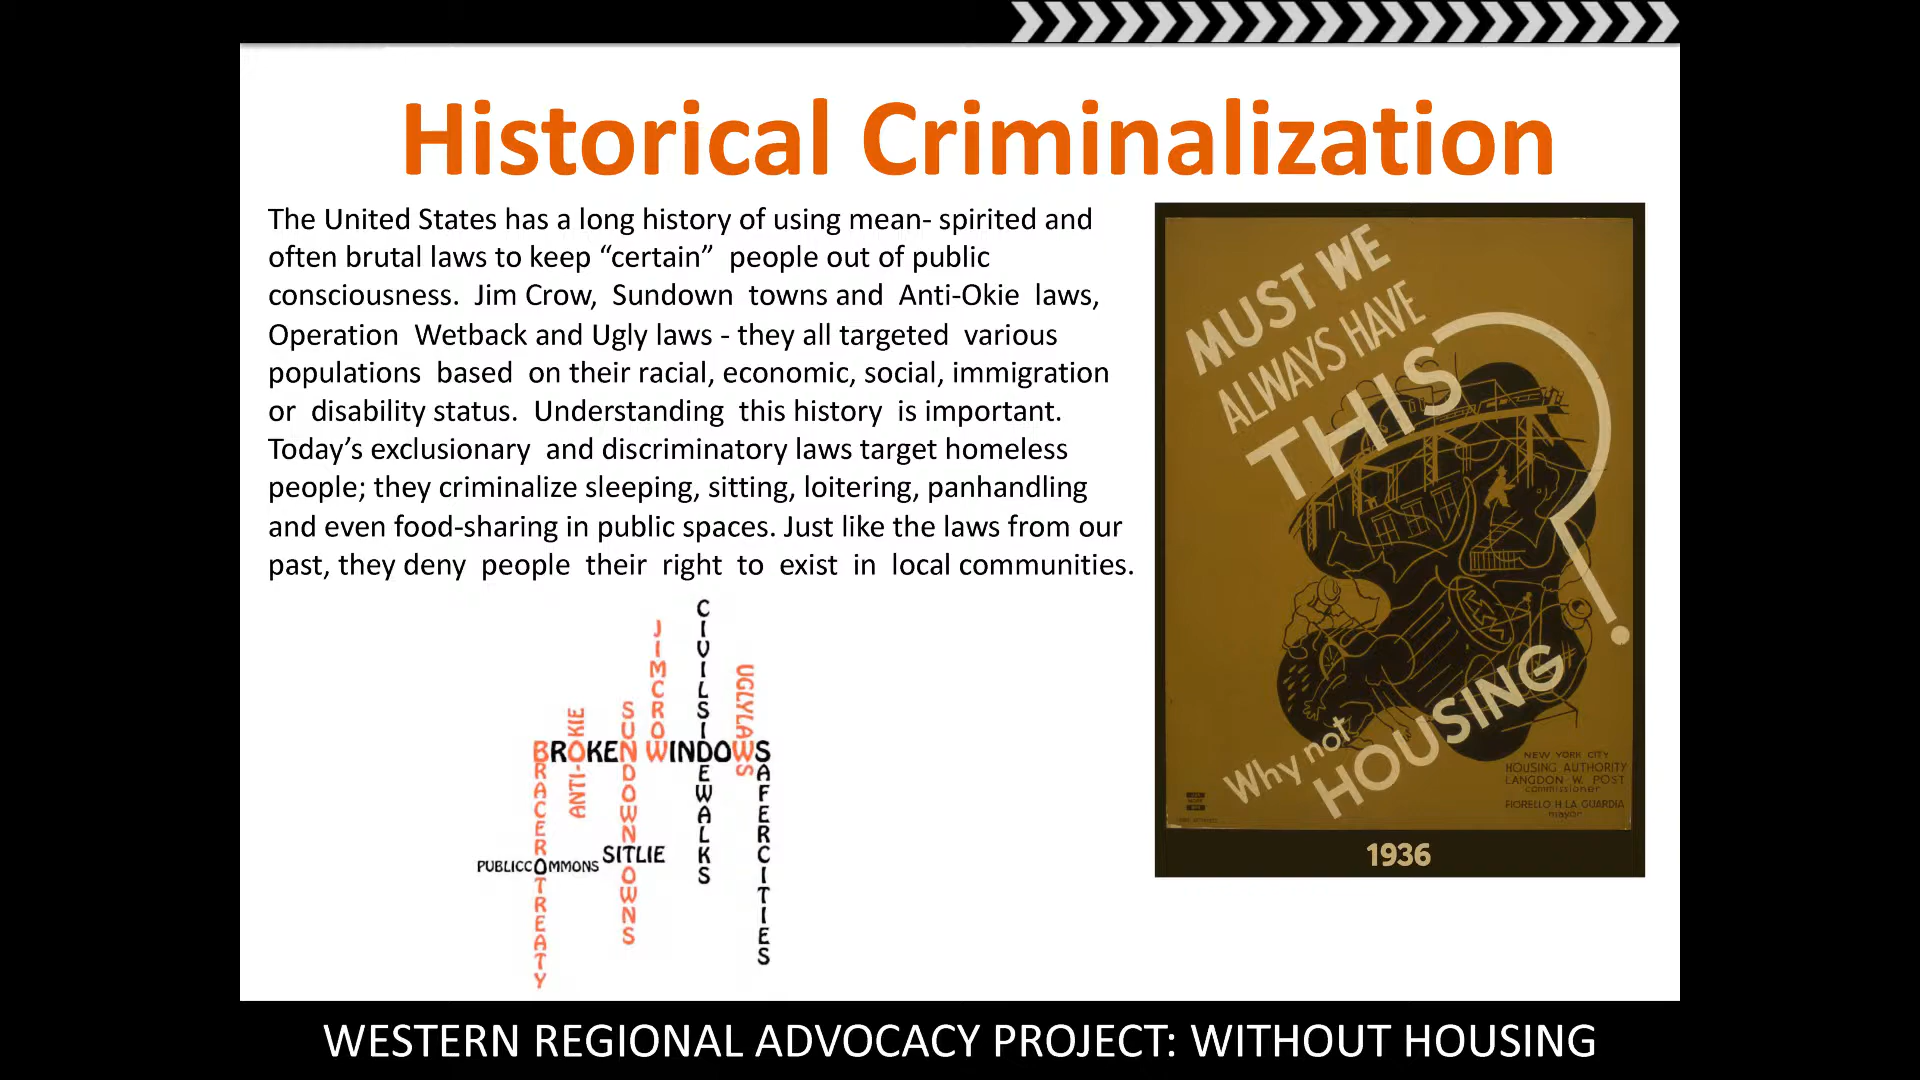 Historical Criminalization
The United States has a long history of using mean- spirited and
often brutal laws to keep “certain” people out of public
consciousness. Jim Crow, Sundown towns and Anti-Okie laws,
Operation Wetback and Ugly laws - they all targeted various
populations based on their racial, economic, social, immigration
or disability status. Understanding this history is important.
Today’s exclusionary and discriminatory laws target homeless
people; they criminalize sleeping, sitting, loitering, panhandling
and even food-sharing in public spaces. Just like the laws from our
past, they deny people their right to exist in local communities.
CIVILSIDEWALKS
JIMCROW
UGLYLAWS
SUNDOWNTOWNS
ANTI-OKIE
BROKENWINDOWS
BRACEROTREATY
SAFERCITIES
SITLIE
PUBLICCOMMONS
MUST WE
ALWAYS HAVE
THIS?
Why not
HOUSING
NEW YORK CITY
HOUSING AUTHORITY
LANGDON W. POST
commissioner
FIORELLO H. LA GUARDIA
mayor
1936
WESTERN REGIONAL ADVOCACY PROJECT: WITHOUT HOUSING